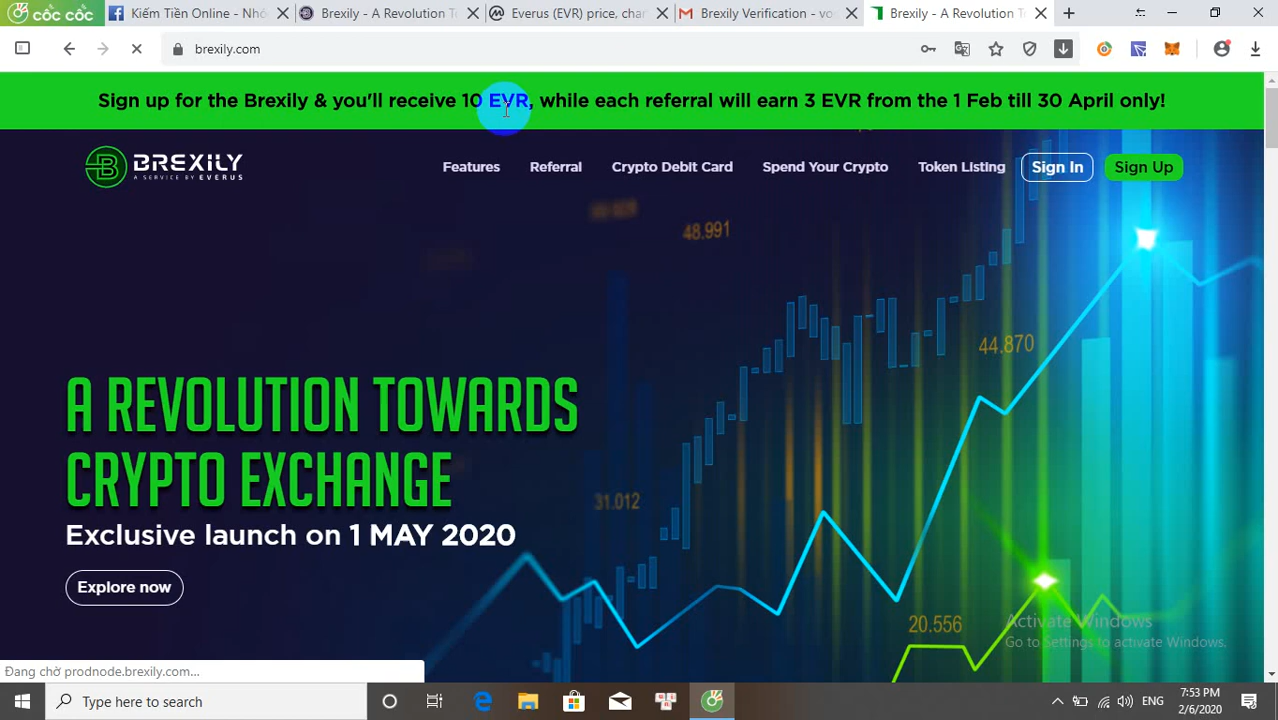 cốc cốc
Kiếm Tiền Online - Nhó
Brexily - A Revolution To
Everus (EVR) price, char
Brexily Verification - von
Brexily - A Revolution To
brexily.com
Sign up for the Brexily & you'll receive 10 EVR, while each referral will earn 3 EVR from the 1 Feb till 30 April only!
BREXILY
A SERVICE BY EVERUS
Features
Referral
Crypto Debit Card
Spend Your Crypto
Token Listing
Sign In
Sign Up
48.991
44.870
A REVOLUTION TOWARDS
CRYPTO EXCHANGE
31.012
Exclusive launch on 1 MAY 2020
Explore now
20.556
Activate Windows
Go to Settings to activate Windows.
Đang chờ prodnode.brexily.com...
Type here to search
ENG
7:53 PM
2/6/2020